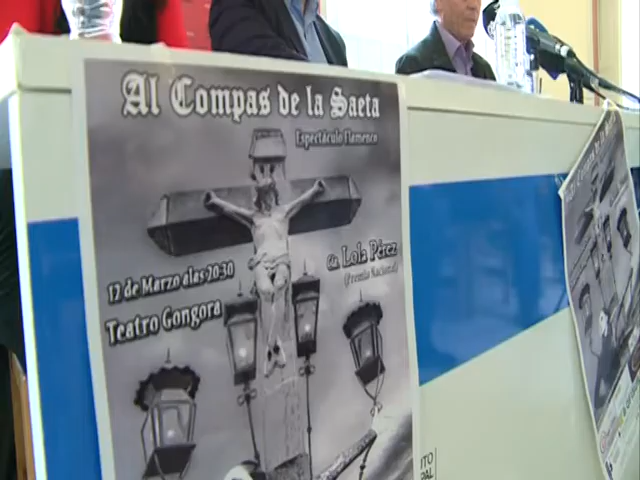 Al Compas de la Saeta
Espectáculo Flamenco
12 de Marzo a las 20:30
Teatro Gongora
de Lola Pérez
(Premio Nacional)